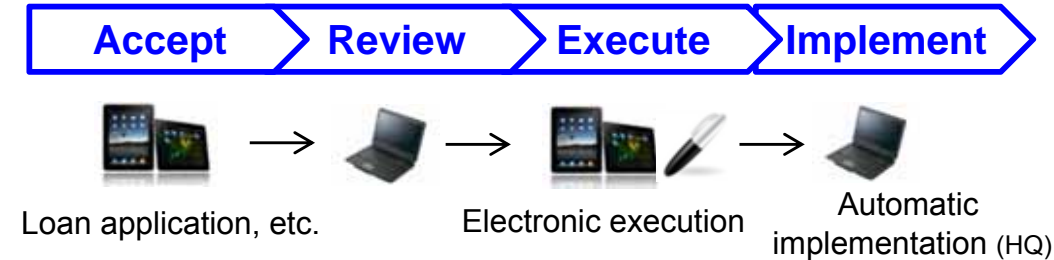 Accept Review Execute Implement
Loan application, etc.
Electronic execution
Automatic
implementation (HQ)